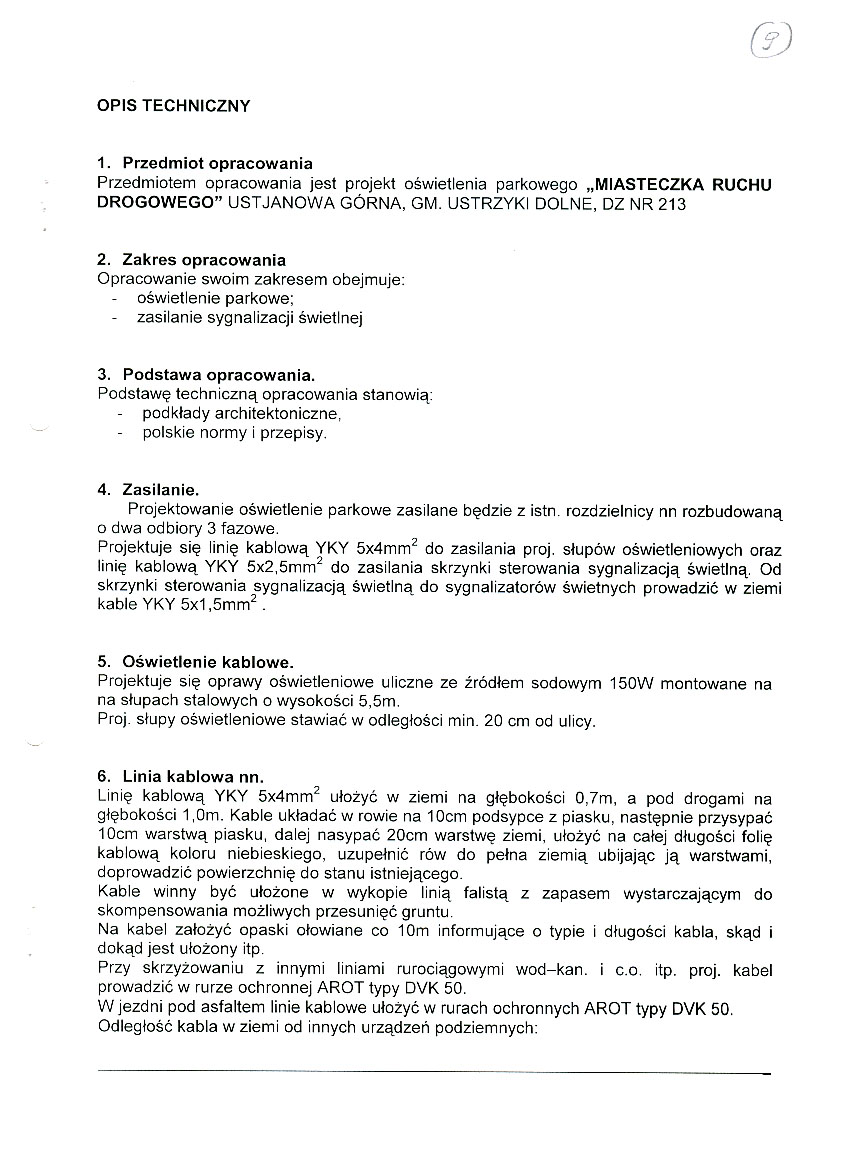 9
OPIS TECHNICZNY
1. Przedmiot opracowania
Przedmiotem opracowania jest projekt oświetlenia parkowego „MIASTECZKA RUCHU
DROGOWEGO” USTJANOWA GÓRNA, GM. USTRZYKI DOLNE, DZ NR 213
2. Zakres opracowania
Opracowanie swoim zakresem obejmuje:
- oświetlenie parkowe;
- zasilanie sygnalizacji świetlnej
3. Podstawa opracowania.
Podstawę techniczną opracowania stanowią:
- podkłady architektoniczne,
- polskie normy i przepisy.
4. Zasilanie.
Projektowanie oświetlenie parkowe zasilane będzie z istn. rozdzielnicy nn rozbudowaną
o dwa odbiory 3 fazowe.
Projektuje się linię kablową YKY 5x4mm² do zasilania proj. słupów oświetleniowych oraz
linię kablową YKY 5x2,5mm² do zasilania skrzynki sterowania sygnalizacją świetlną. Od
skrzynki sterowania sygnalizacją świetlną do sygnalizatorów świetnych prowadzić w ziemi
kable YKY 5x1,5mm² .
5. Oświetlenie kablowe.
Projektuje się oprawy oświetleniowe uliczne ze źródłem sodowym 150W montowane na
na słupach stalowych o wysokości 5,5m.
Proj. słupy oświetleniowe stawiać w odległości min. 20 cm od ulicy.
6. Linia kablowa nn.
Linię kablową YKY 5x4mm² ułożyć w ziemi na głębokości 0,7m, a pod drogami na
głębokości 1,0m. Kable układać w rowie na 10cm podsypce z piasku, następnie przysypać
10cm warstwą piasku, dalej nasypać 20cm warstwę ziemi, ułożyć na całej długości folię
kablową koloru niebieskiego, uzupełnić rów do pełna ziemią ubijając ją warstwami,
doprowadzić powierzchnię do stanu istniejącego.
Kable winny być ułożone w wykopie linią falistą z zapasem wystarczającym do
skompensowania możliwych przesunięć gruntu.
Na kabel założyć opaski ołowiane co 10m informujące o typie i długości kabla, skąd i
dokąd jest ułożony itp.
Przy skrzyżowaniu z innymi liniami rurociągowymi wod–kan. i c.o. itp. proj. kabel
prowadzić w rurze ochronnej AROT typy DVK 50.
W jezdni pod asfaltem linie kablowe ułożyć w rurach ochronnych AROT typy DVK 50.
Odległość kabla w ziemi od innych urządzeń podziemnych: